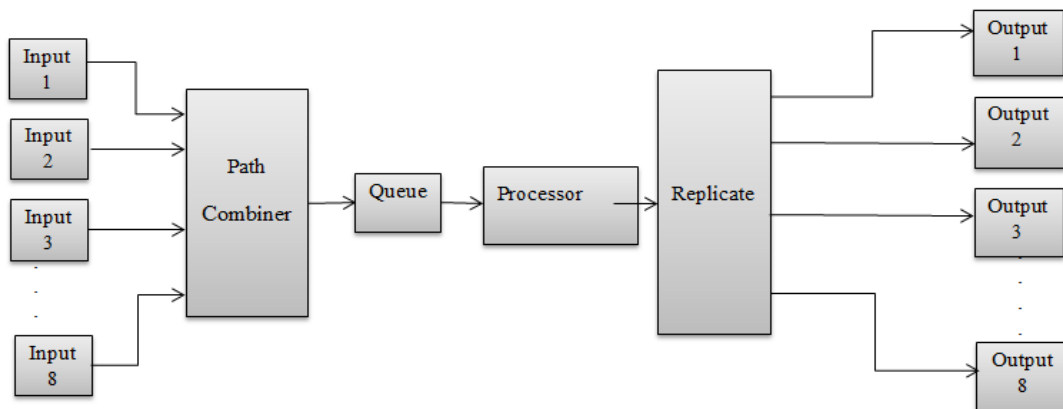 Input
1
Input
2
Input
3
.
.
.
Input
8
Path
Combiner
Queue
Processor
Replicate
Output
1
Output
2
Output
3
.
.
.
.
Output
8